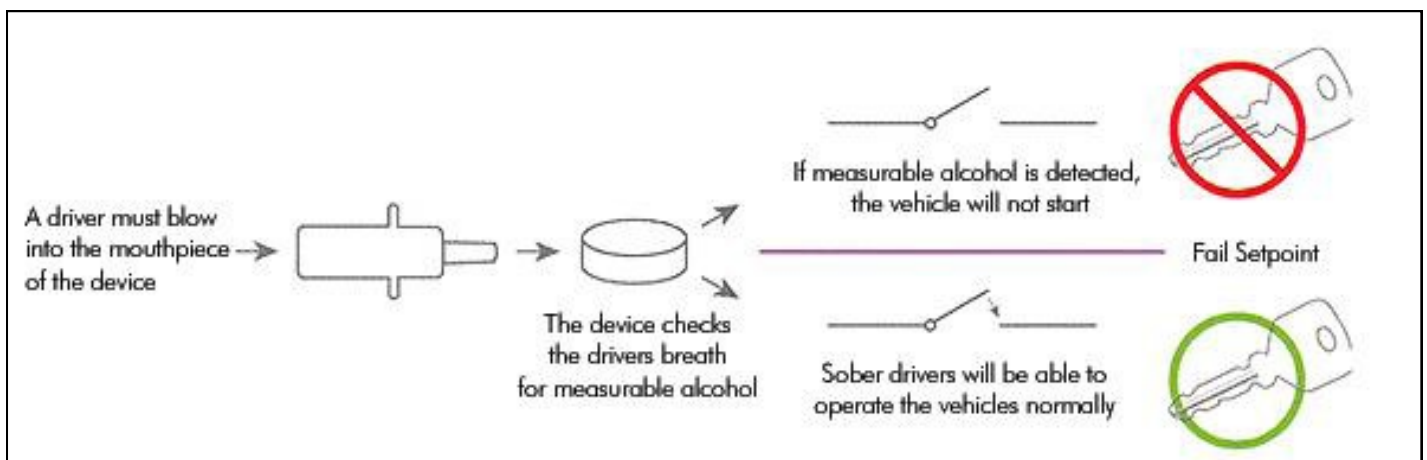 A driver must blow
into the mouthpiece
of the device
The device checks
the drivers breath
for measurable alcohol
If measurable alcohol is detected,
the vehicle will not start
Fail Setpoint
Sober drivers will be able to
operate the vehicles normally